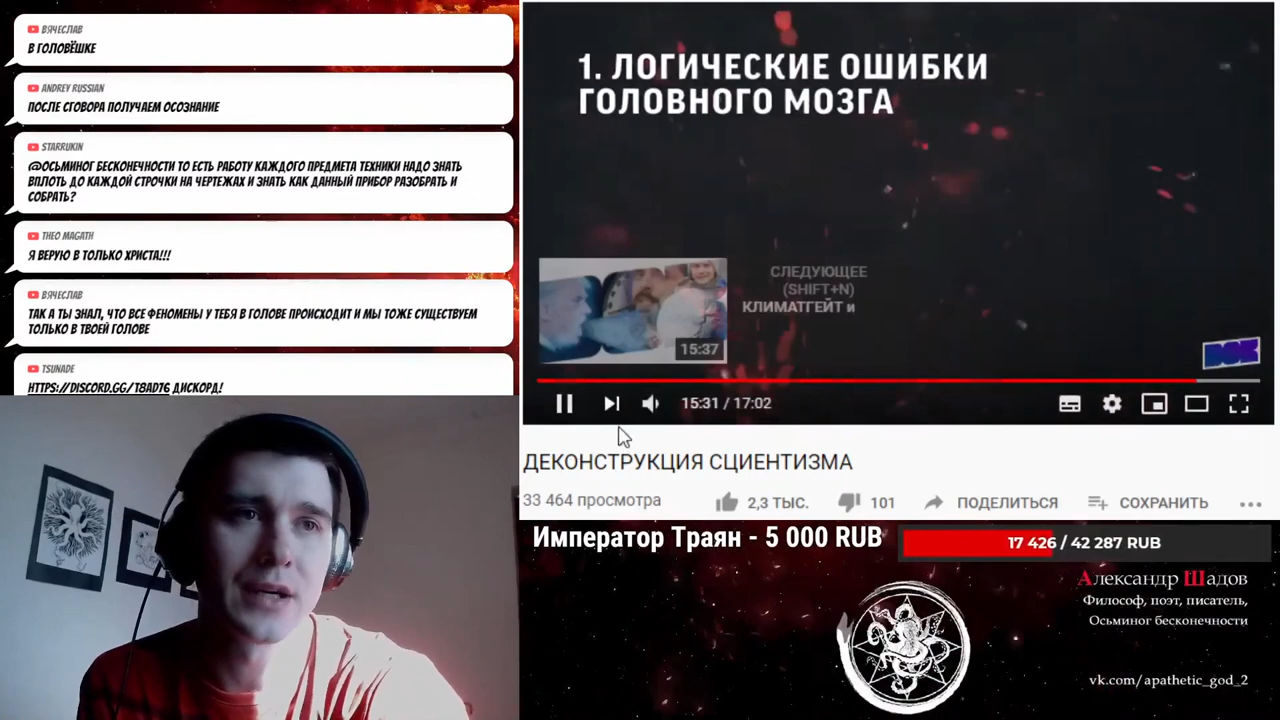 ВЯЧЕСЛАВ
В ГОЛОВЁШКЕ
ANDREY RUSSIAN
ПОСЛЕ СГОВОРА ПОЛУЧАЕМ ОСОЗНАНИЕ
STARRUKIN
@ОСЬМИНОГ БЕСКОНЕЧНОСТИ ТО ЕСТЬ РАБОТУ КАЖДОГО ПРЕДМЕТА ТЕХНИКИ НАДО ЗНАТЬ
ВПЛОТЬ ДО КАЖДОЙ СТРОЧКИ НА ЧЕРТЕЖАХ И ЗНАТЬ КАК ДАННЫЙ ПРИБОР РАЗОБРАТЬ И
СОБРАТЬ?
THEO MAGATH
Я ВЕРУЮ В ТОЛЬКО ХРИСТА!!!
ВЯЧЕСЛАВ
ТАК А ТЫ ЗНАЛ, ЧТО ВСЕ ФЕНОМЕНЫ У ТЕБЯ В ГОЛОВЕ ПРОИСХОДИТ И МЫ ТОЖЕ СУЩЕСТВУЕМ
ТОЛЬКО В ТВОЕЙ ГОЛОВЕ
TSUNADE
HTTPS://DISCORD.GG/T8AD76 ДИСКОРД!
1. ЛОГИЧЕСКИЕ ОШИБКИ
ГОЛОВНОГО МОЗГА
СЛЕДУЮЩЕЕ
(SHIFT+N)
КЛИМАТГЕЙТ и
15:37
15:31 / 17:02
ДЕКОНСТРУКЦИЯ СЦИЕНТИЗМА
33 464 просмотра
2,3 ТЫС.
101
ПОДЕЛИТЬСЯ
СОХРАНИТЬ
Император Траян - 5 000 RUB
17 426 / 42 287 RUB
Александр Шадов
Философ, поэт, писатель,
Осьминог бесконечности
vk.com/apathetic_god_2